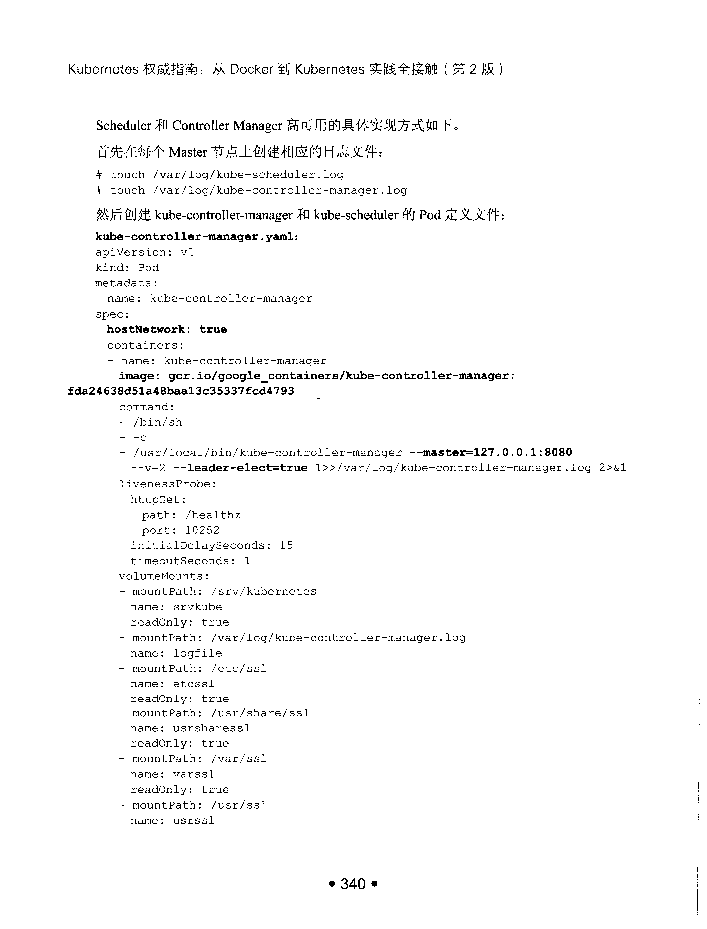 Kubernetes 权威指南：从 Docker 到 Kubernetes 实践全接触（第 2 版）
Scheduler 和 Controller Manager 高可用的具体实现方式如下。
首先在每个 Master 节点上创建相应的日志文件：
# touch /var/log/kube-scheduler.log
# touch /var/log/kube-controller-manager.log
然后创建 kube-controller-manager 和 kube-scheduler 的 Pod 定义文件：
kube-controller-manager.yaml:
apiVersion: v1
kind: Pod
metadata:
  name: kube-controller-manager
spec:
  hostNetwork: true
  containers:
  - name: kube-controller-manager
    image: gcr.io/google_containers/kube-controller-manager:
fda24638d51a48baa13c35337fcd4793
    command:
    - /bin/sh
    - -c
    - /usr/local/bin/kube-controller-manager --master=127.0.0.1:8080
      --v=2 --leader-elect=true 1>>/var/log/kube-controller-manager.log 2>&1
    livenessProbe:
      httpGet:
        path: /healthz
        port: 10252
      initialDelaySeconds: 15
      timeoutSeconds: 1
    volumeMounts:
    - mountPath: /srv/kubernetes
      name: srvkube
      readOnly: true
    - mountPath: /var/log/kube-controller-manager.log
      name: logfile
    - mountPath: /etc/ssl
      name: etcssl
      readOnly: true
    - mountPath: /usr/share/ssl
      name: usrsharessl
      readOnly: true
    - mountPath: /var/ssl
      name: varssl
      readOnly: true
    - mountPath: /usr/ssl
      name: usrssl
• 340 •